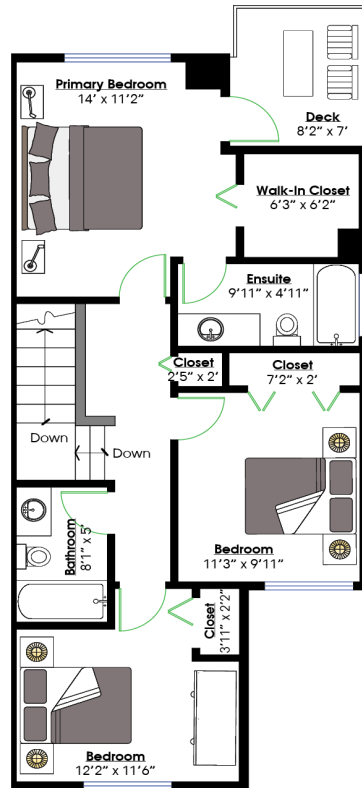 Primary Bedroom
14' x 11'2"
Deck
8'2" x 7'
Walk-In Closet
6'3" x 6'2"
Ensuite
9'11" x 4'11"
Closet
2'5" x 2'
Closet
7'2" x 2'
Down
Down
Bathroom
8'1" x 5'
Bedroom
11'3" x 9'11"
Closet
3'11" x 2'2"
Bedroom
12'2" x 11'6"